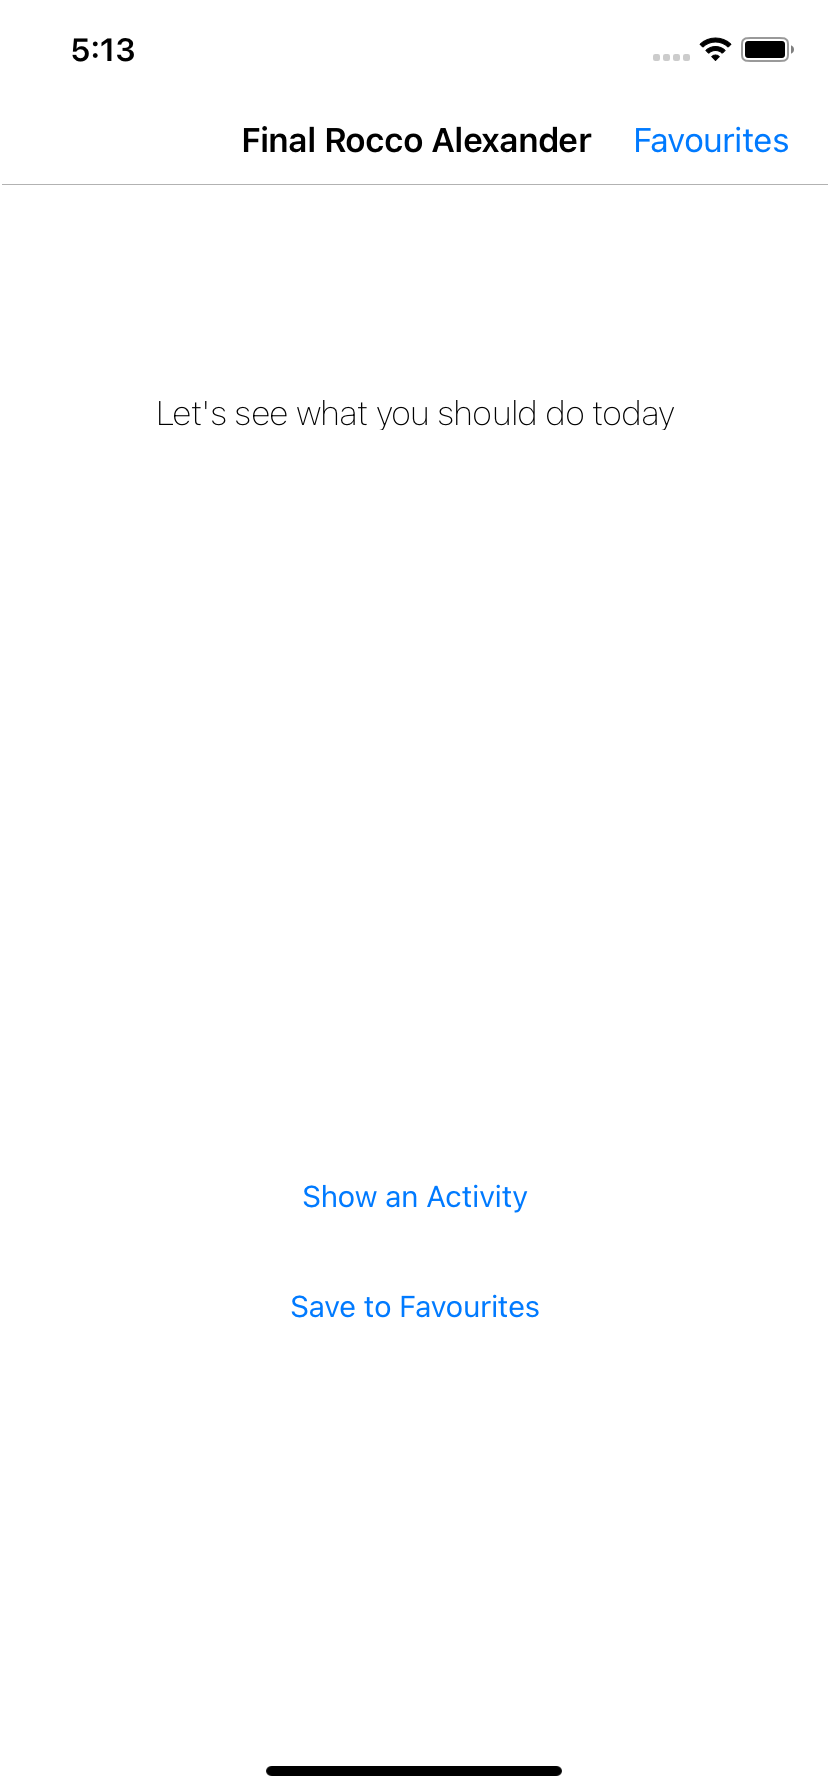 5:13
Final Rocco Alexander Favourites
Let's see what you should do today
Show an Activity
Save to Favourites